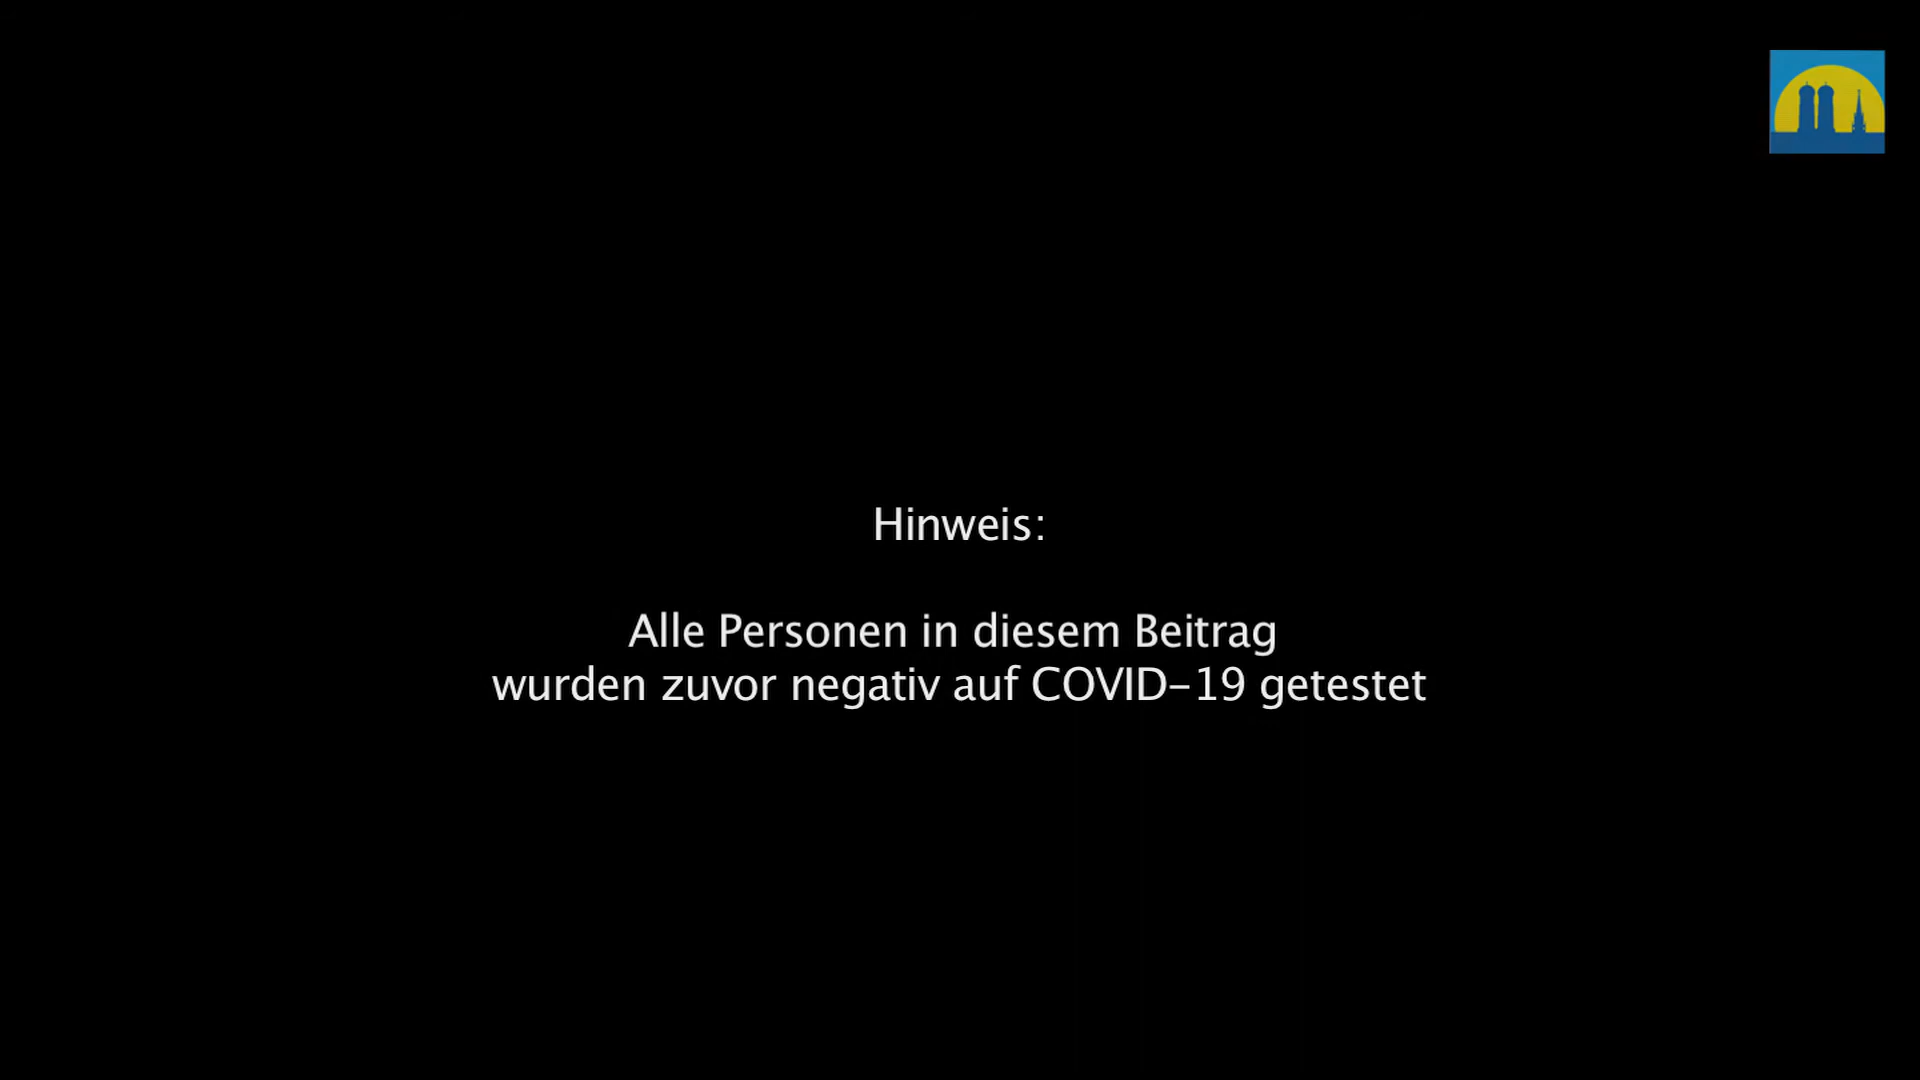 Hinweis:
Alle Personen in diesem Beitrag
wurden zuvor negativ auf COVID-19 getestet